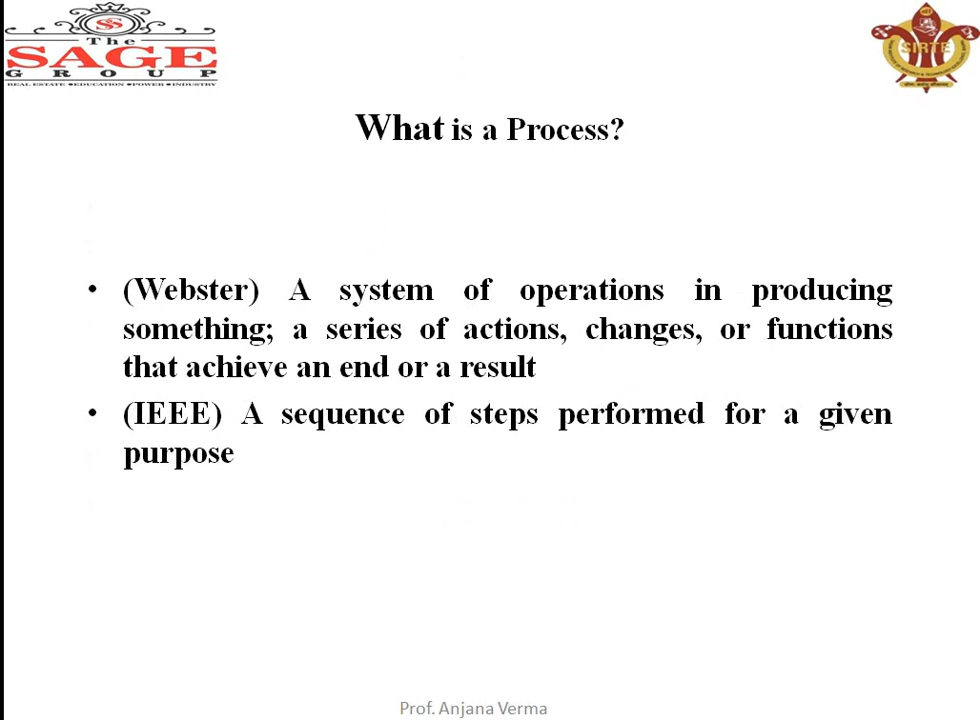 The
SAGE
GROUP
REAL ESTATE •EDUCATION •POWER •INDUSTRY
SIRTE
What is a Process?
• (Webster) A system of operations in producing
something; a series of actions, changes, or functions
that achieve an end or a result
• (IEEE) A sequence of steps performed for a given
purpose
Prof. Anjana Verma